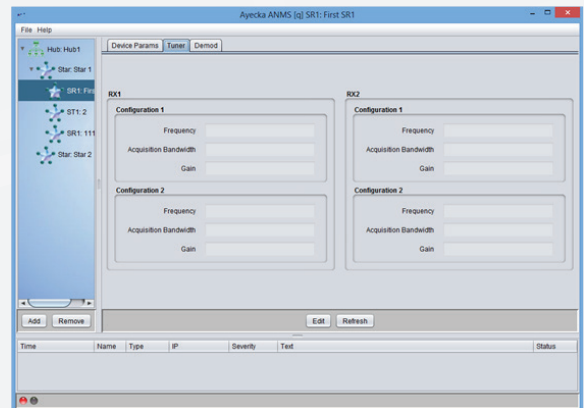 Ayecka ANMS {q} SR1: First SR1
File Help
Hub: Hub1
Star: Star 1
SR1: Firs
ST1: 2
SR1: 111
Star: Star 2
Add Remove
Device Params Tuner Demod
RX1
Configuration 1
Frequency
Acquisition Bandwidth
Gain
Configuration 2
Frequency
Acquisition Bandwidth
Gain
RX2
Configuration 1
Frequency
Acquisition Bandwidth
Gain
Configuration 2
Frequency
Acquisition Bandwidth
Gain
Edit Refresh
Time Name Type IP Severity Text Status